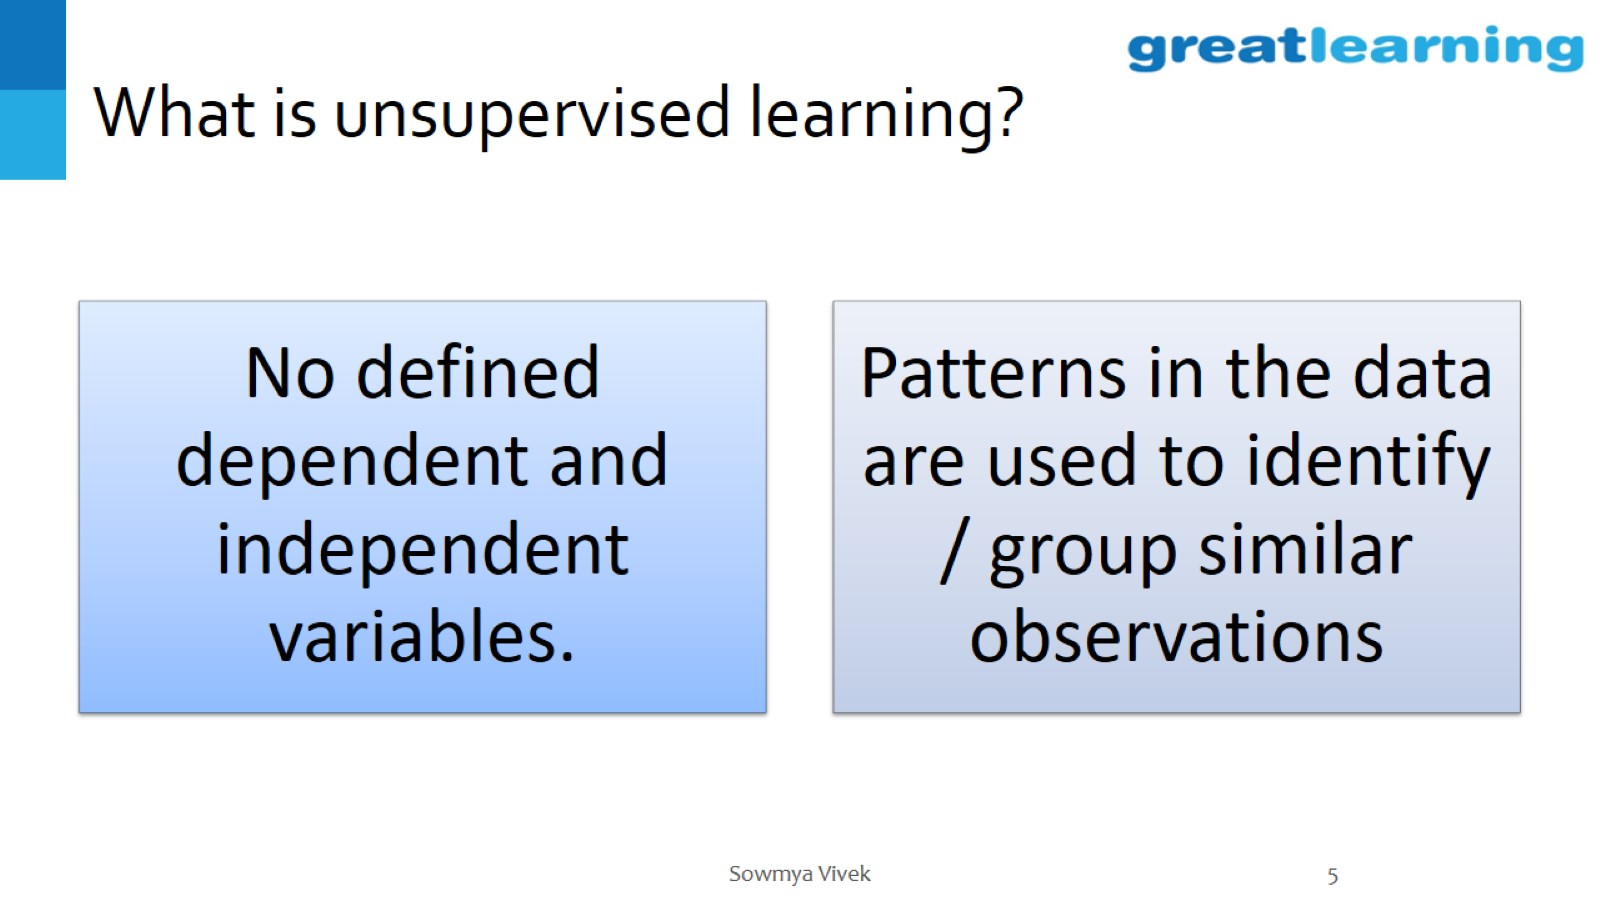 greatlearning
What is unsupervised learning?
No defined
dependent and
independent
variables.
Patterns in the data
are used to identify
/ group similar
observations
Sowmya Vivek
5